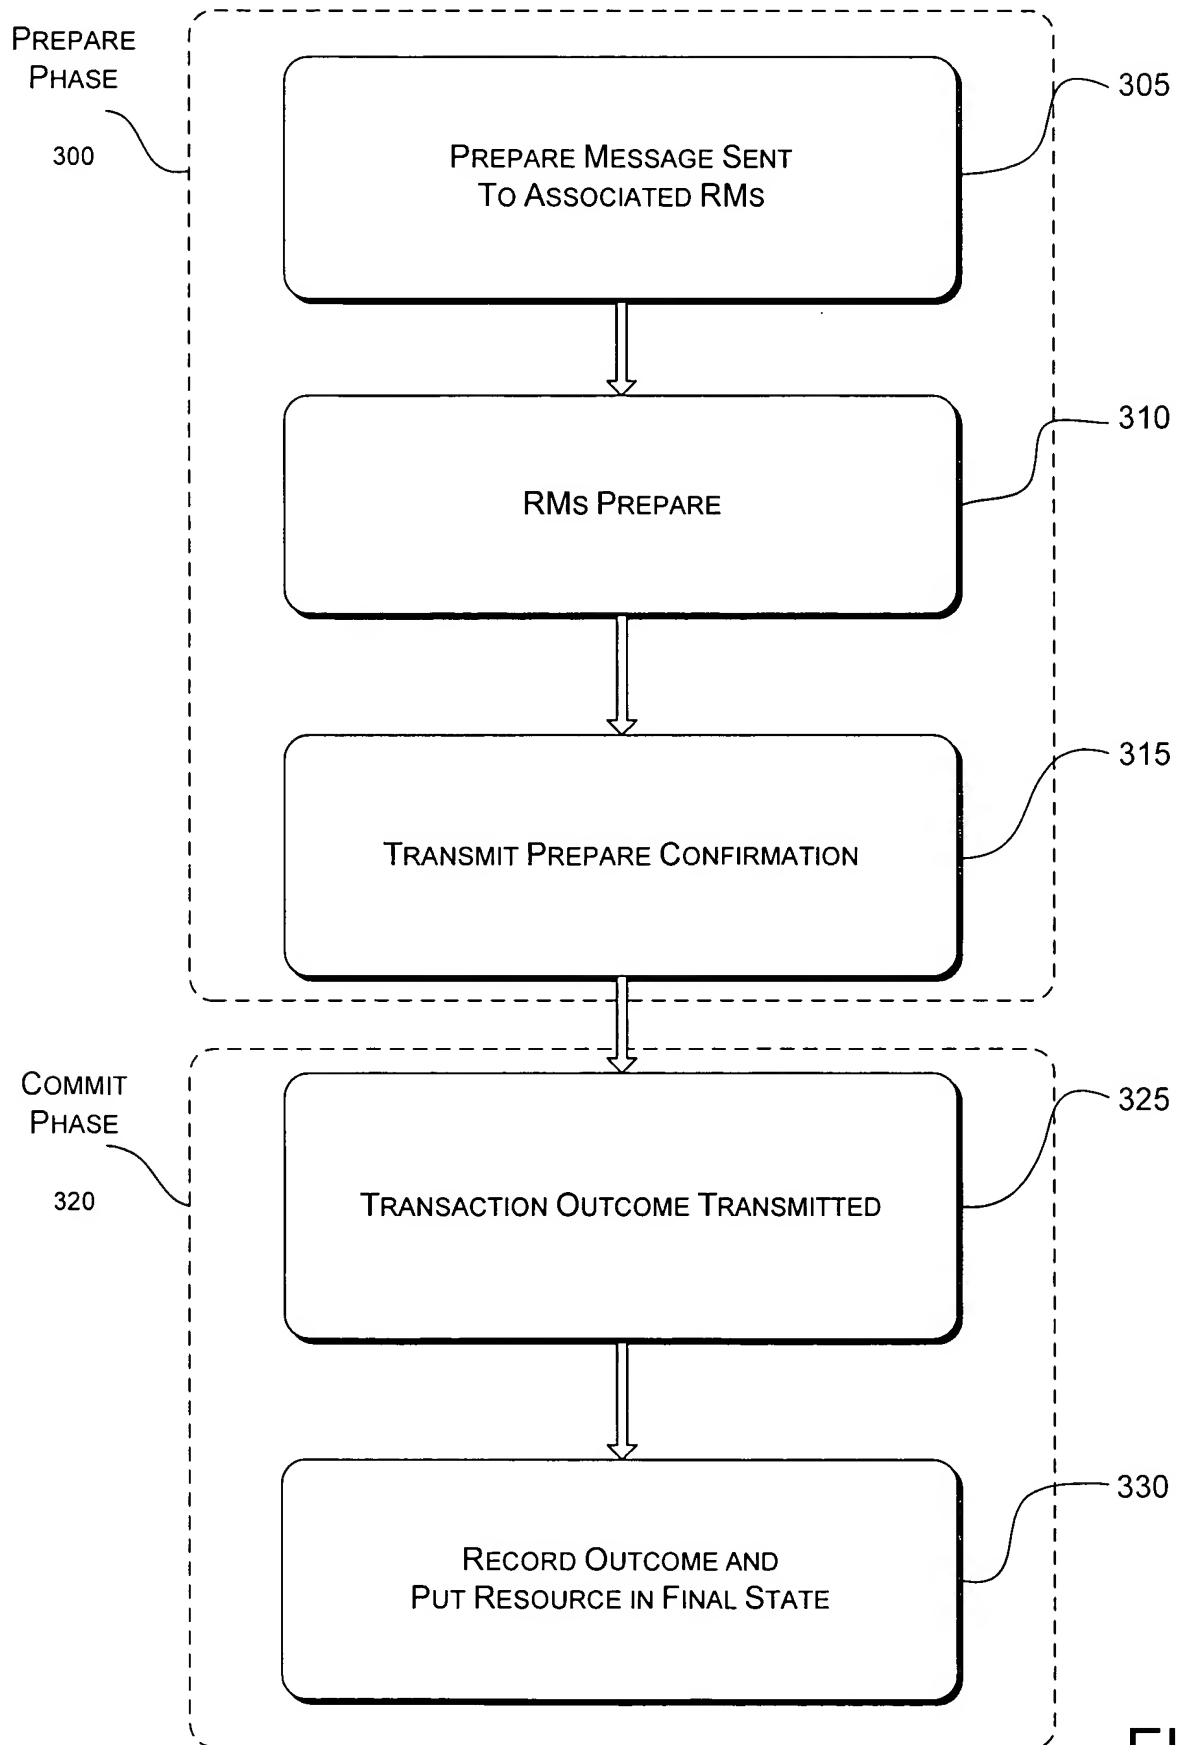 PREPARE
PHASE
300
305
PREPARE MESSAGE SENT
TO ASSOCIATED RMS
310
RMS PREPARE
315
TRANSMIT PREPARE CONFIRMATION
COMMIT
PHASE
320
325
TRANSACTION OUTCOME TRANSMITTED
330
RECORD OUTCOME AND
PUT RESOURCE IN FINAL STATE